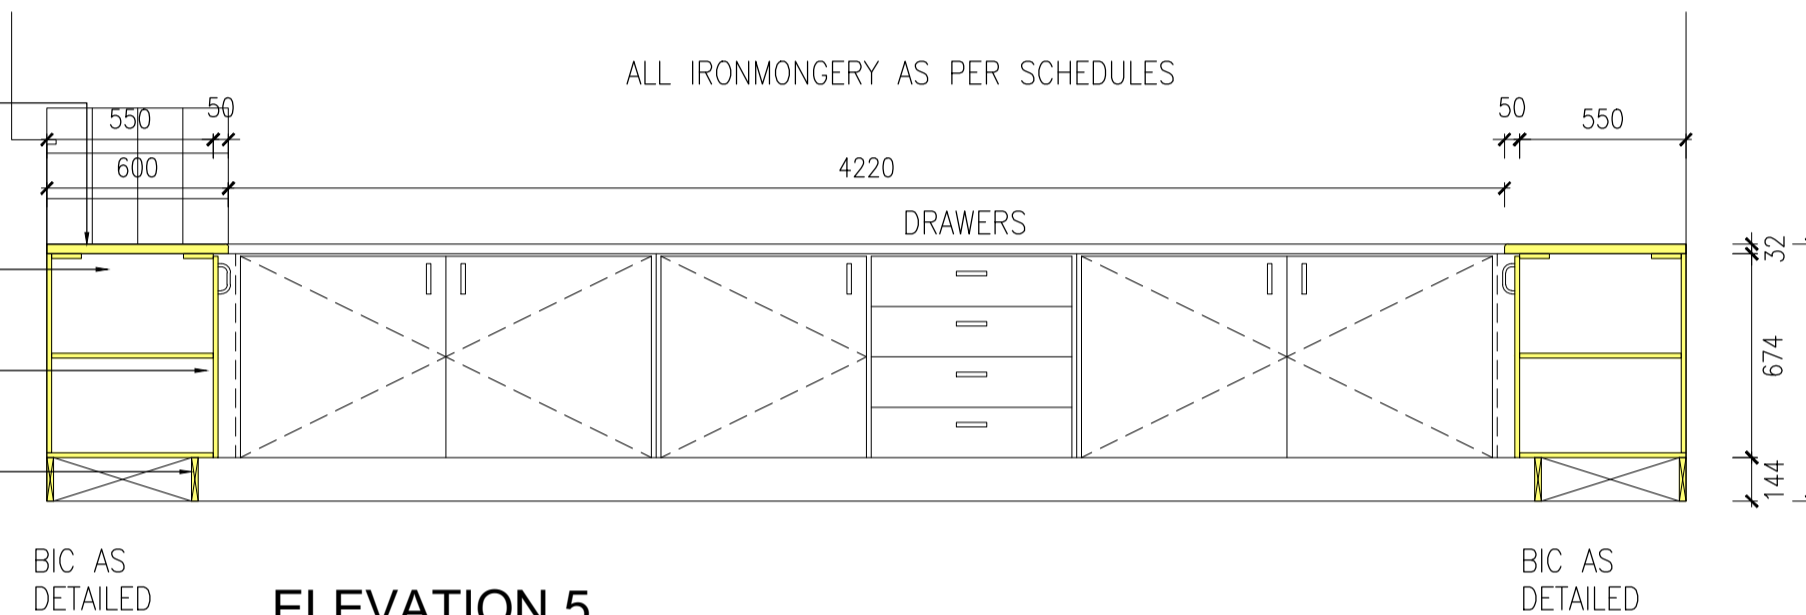 ALL IRONMONGERY AS PER SCHEDULES
550
50
50
550
600
4220
DRAWERS
32
674
144
BIC AS
DETAILED
BIC AS
DETAILED
ELEVATION 5